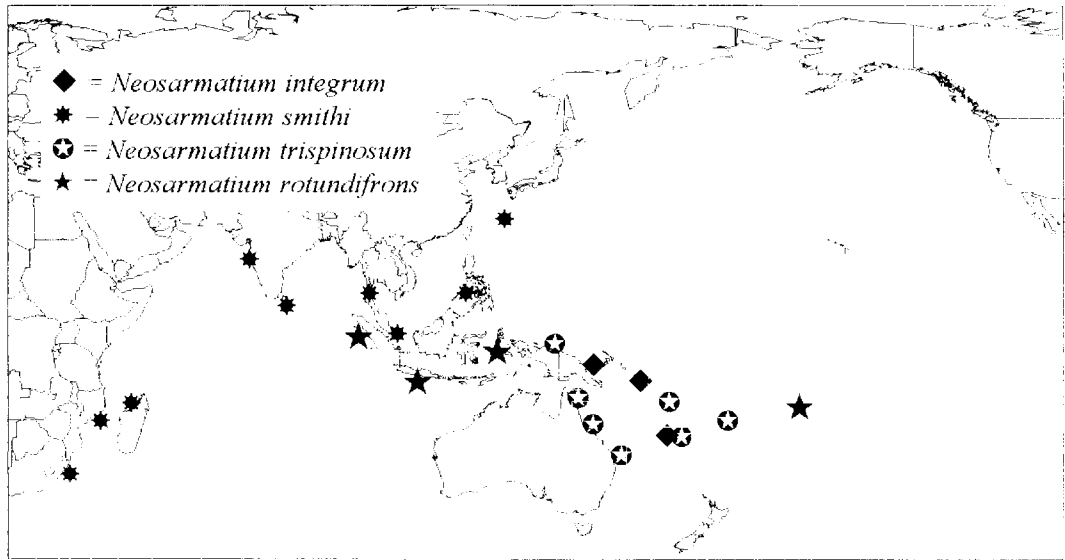 ◆ = Neosarmatium integrum
✸ – Neosarmatium smithi
✪ = Neosarmatium trispinosum
★ = Neosarmatium rotundifrons